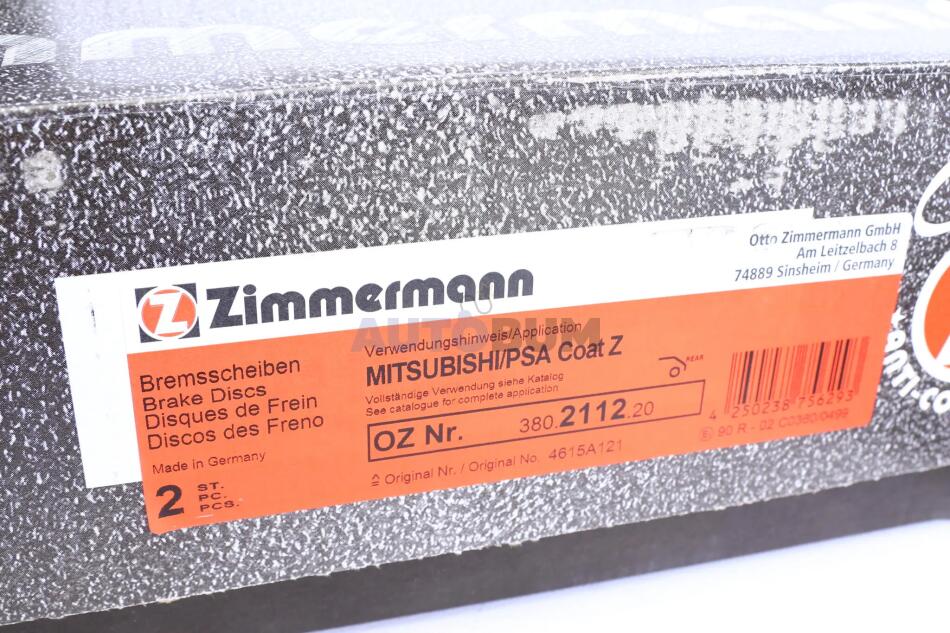 Zimmermann
Otto Zimmermann GmbH
Am Leitzelbach 8
74889 Sinsheim / Germany
Bremsscheiben
Brake Discs
Disques de Frein
Discos des Freno
Made in Germany
2 ST.
PC.
PCS.
Verwendungshinweis/Application
AUTOBUM
MITSUBISHI/PSA Coat Z
Vollständige Verwendung siehe Katalog
See catalogue for complete application
REAR
OZ Nr. 380.2112.20
≙ Original Nr. / Original No. 4615A121
4 250238 756293
90 R - 02 C0360/0499